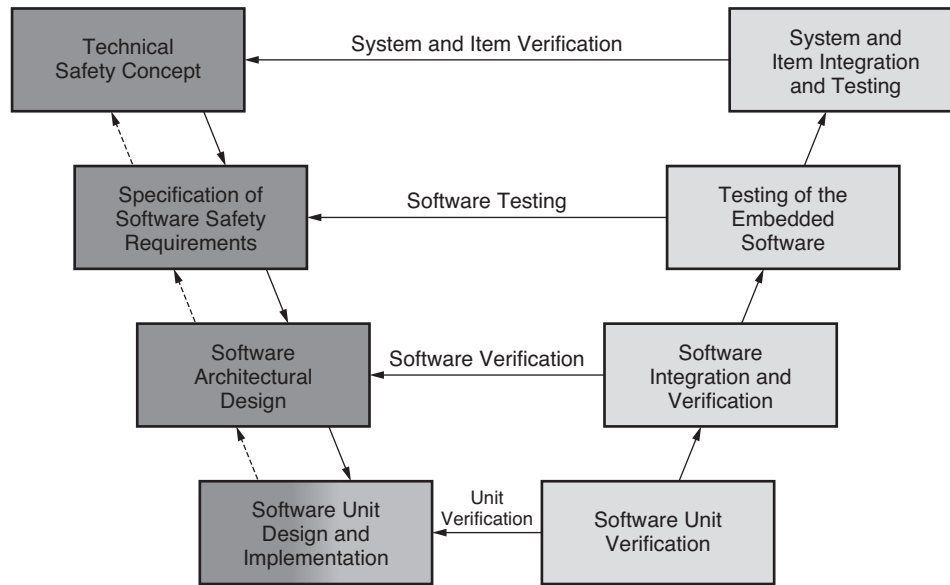 Technical
Safety Concept
System and Item Verification
System and
Item Integration
and Testing
Specification of
Software Safety
Requirements
Software Testing
Testing of the
Embedded
Software
Software
Architectural
Design
Software Verification
Software
Integration and
Verification
Software Unit
Design and
Implementation
Unit
Verification
Software Unit
Verification